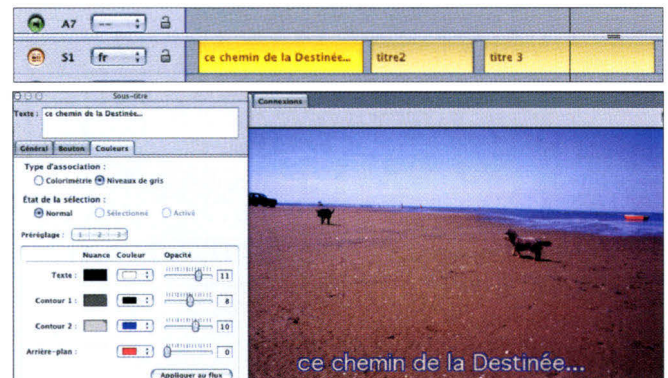 A7 --
S1 fr ce chemin de la Destinée... titre2 titre 3
Sous-titre
Texte : ce chemin de la Destinée...
Connexions
Général Bouton Couleurs
Type d'association :
Colorimétrie Niveaux de gris
État de la sélection :
Normal Sélectionné Activé
Préréglage : 1 2 3
Nuance Couleur Opacité
Texte : 11
Contour 1 : 8
Contour 2 : 10
Arrière-plan : 0
Appliquer au flux
ce chemin de la Destinée...